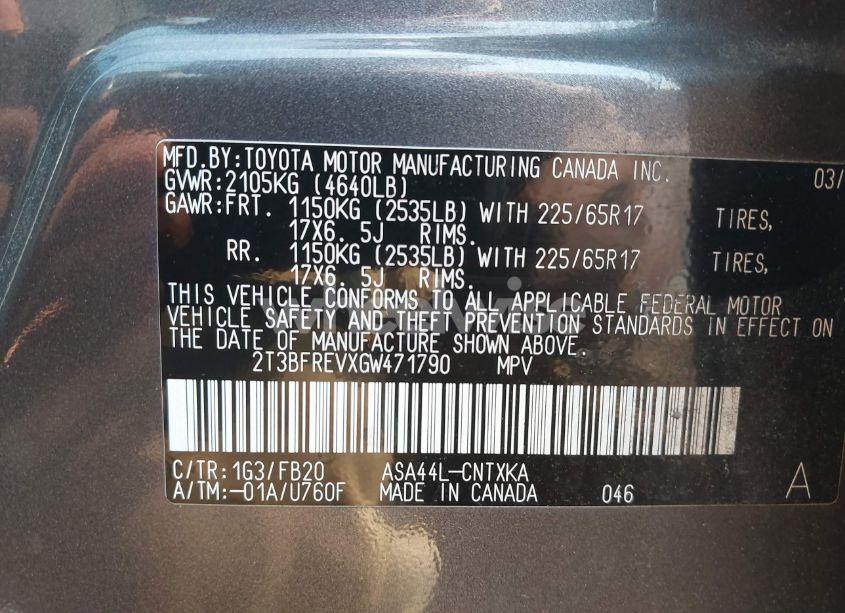 MFD.BY:TOYOTA MOTOR MANUFACTURING CANADA INC. 03/
GVWR:2105KG (4640LB)
GAWR:FRT. 1150KG (2535LB) WITH 225/65R17 TIRES,
17X6.5J RIMS.
RR. 1150KG (2535LB) WITH 225/65R17 TIRES,
17X6.5J RIMS.
THIS VEHICLE CONFORMS TO ALL APPLICABLE FEDERAL MOTOR
VEHICLE SAFETY AND THEFT PREVENTION STANDARDS IN EFFECT ON
THE DATE OF MANUFACTURE SHOWN ABOVE.
2T3BFREVXGW471790 MPV
C/TR:1G3/FB20 ASA44L-CNTXKA
A/TM:-01A/U760F MADE IN CANADA 046 A